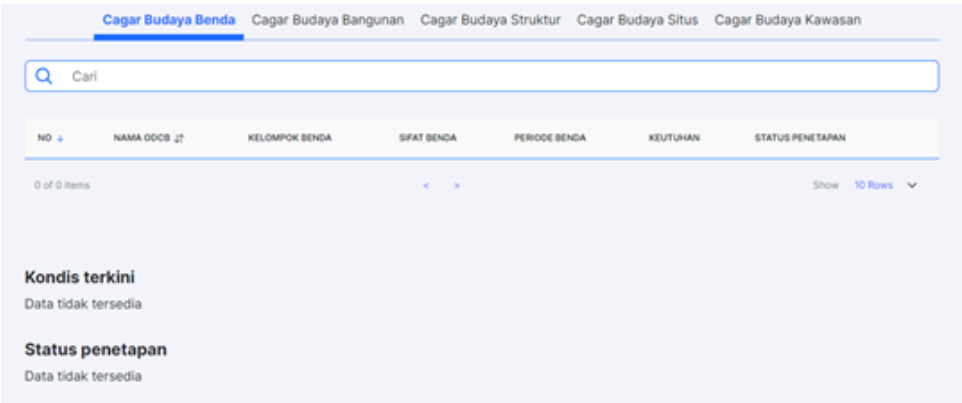 Cagar Budaya Benda Cagar Budaya Bangunan Cagar Budaya Struktur Cagar Budaya Situs Cagar Budaya Kawasan
Cari
NO ↓ NAMA ODCB ↓↑ KELOMPOK BENDA SIFAT BENDA PERIODE BENDA KEUTUHAN STATUS PENETAPAN
0 of 0 items < > Show 10 Rows
Kondis terkini
Data tidak tersedia
Status penetapan
Data tidak tersedia